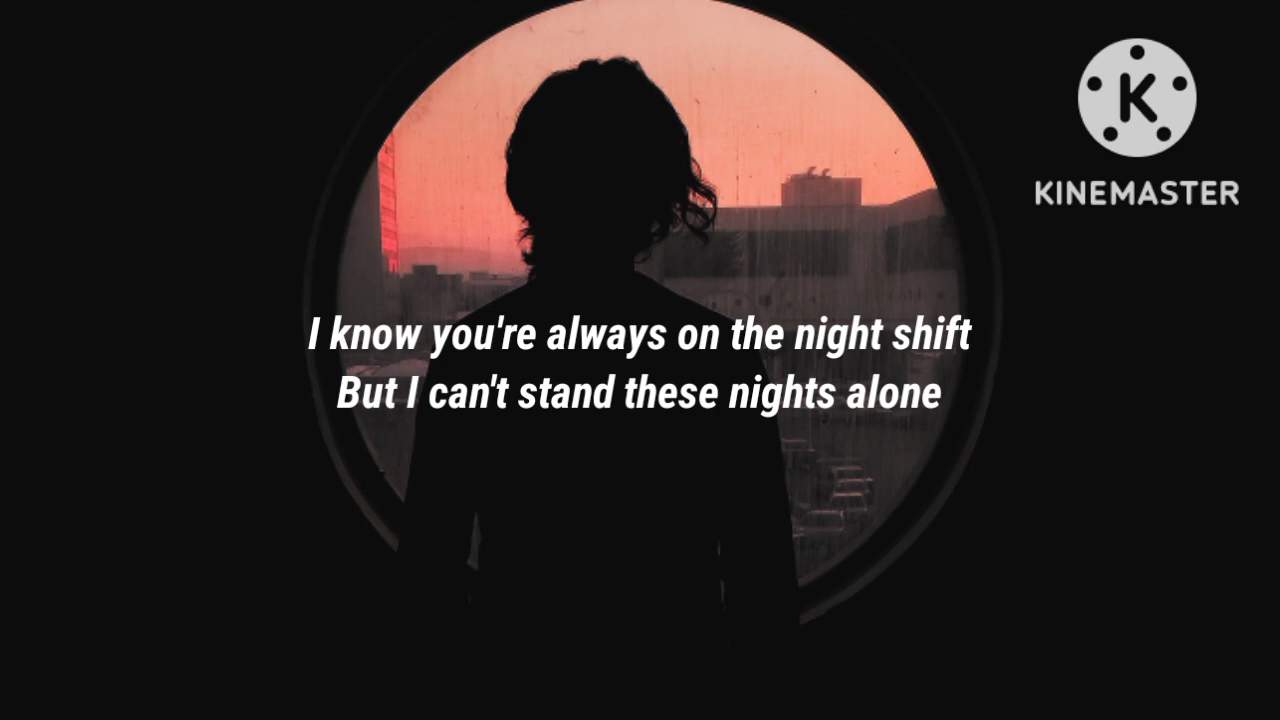 I know you're always on the night shift
But I can't stand these nights alone
K
KINEMASTER